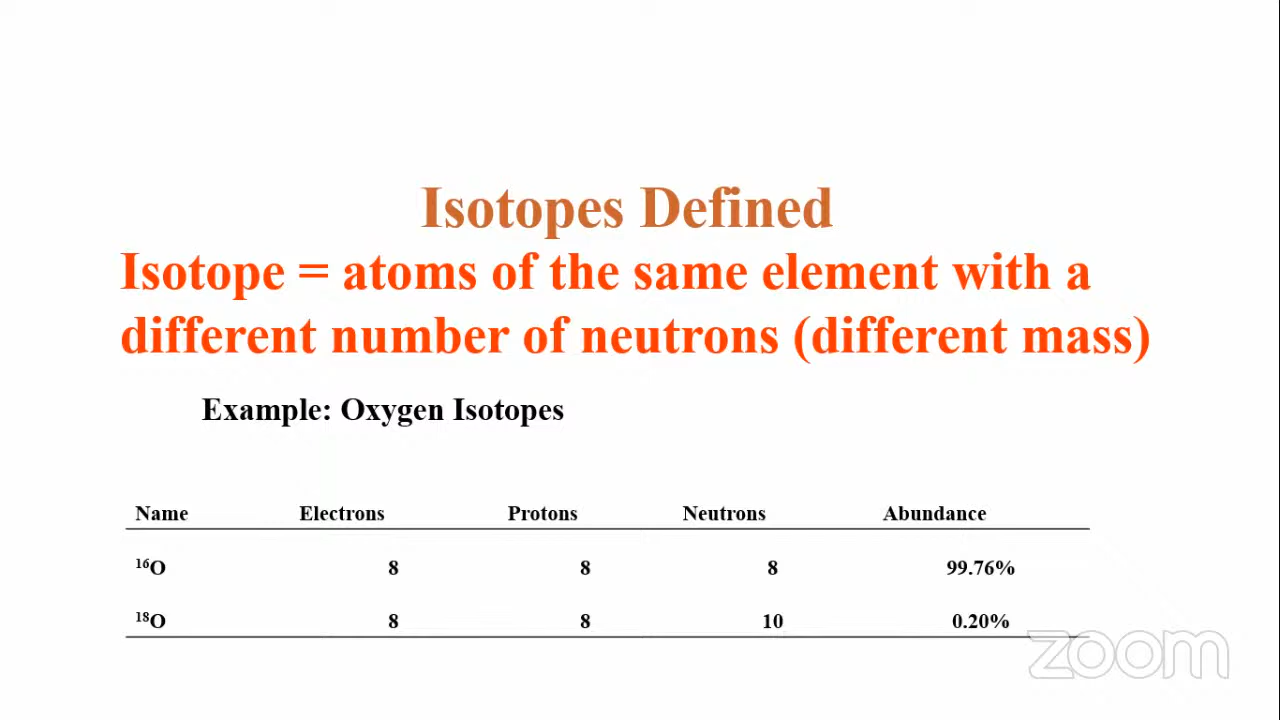 Isotopes Defined
Isotope = atoms of the same element with a
different number of neutrons (different mass)
Example: Oxygen Isotopes
Name Electrons Protons Neutrons Abundance
¹⁶O 8 8 8 99.76%
¹⁸O 8 8 10 0.20%
zoom